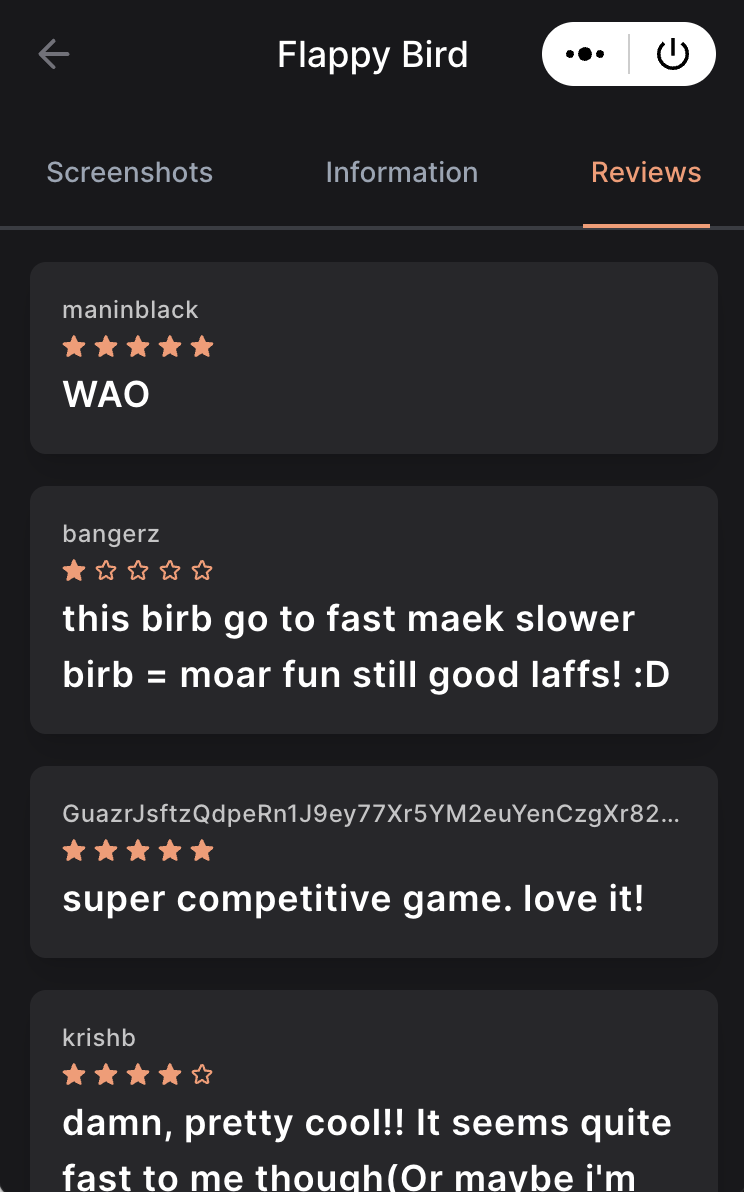 Flappy Bird
Screenshots
Information
Reviews
maninblack
WAO
bangerz
this birb go to fast maek slower
birb = moar fun still good laffs! :D
GuazrJsftzQdpeRn1J9ey77Xr5YM2euYenCzgXr82...
super competitive game. love it!
krishb
damn, pretty cool!! It seems quite
fast to me though(Or maybe i'm